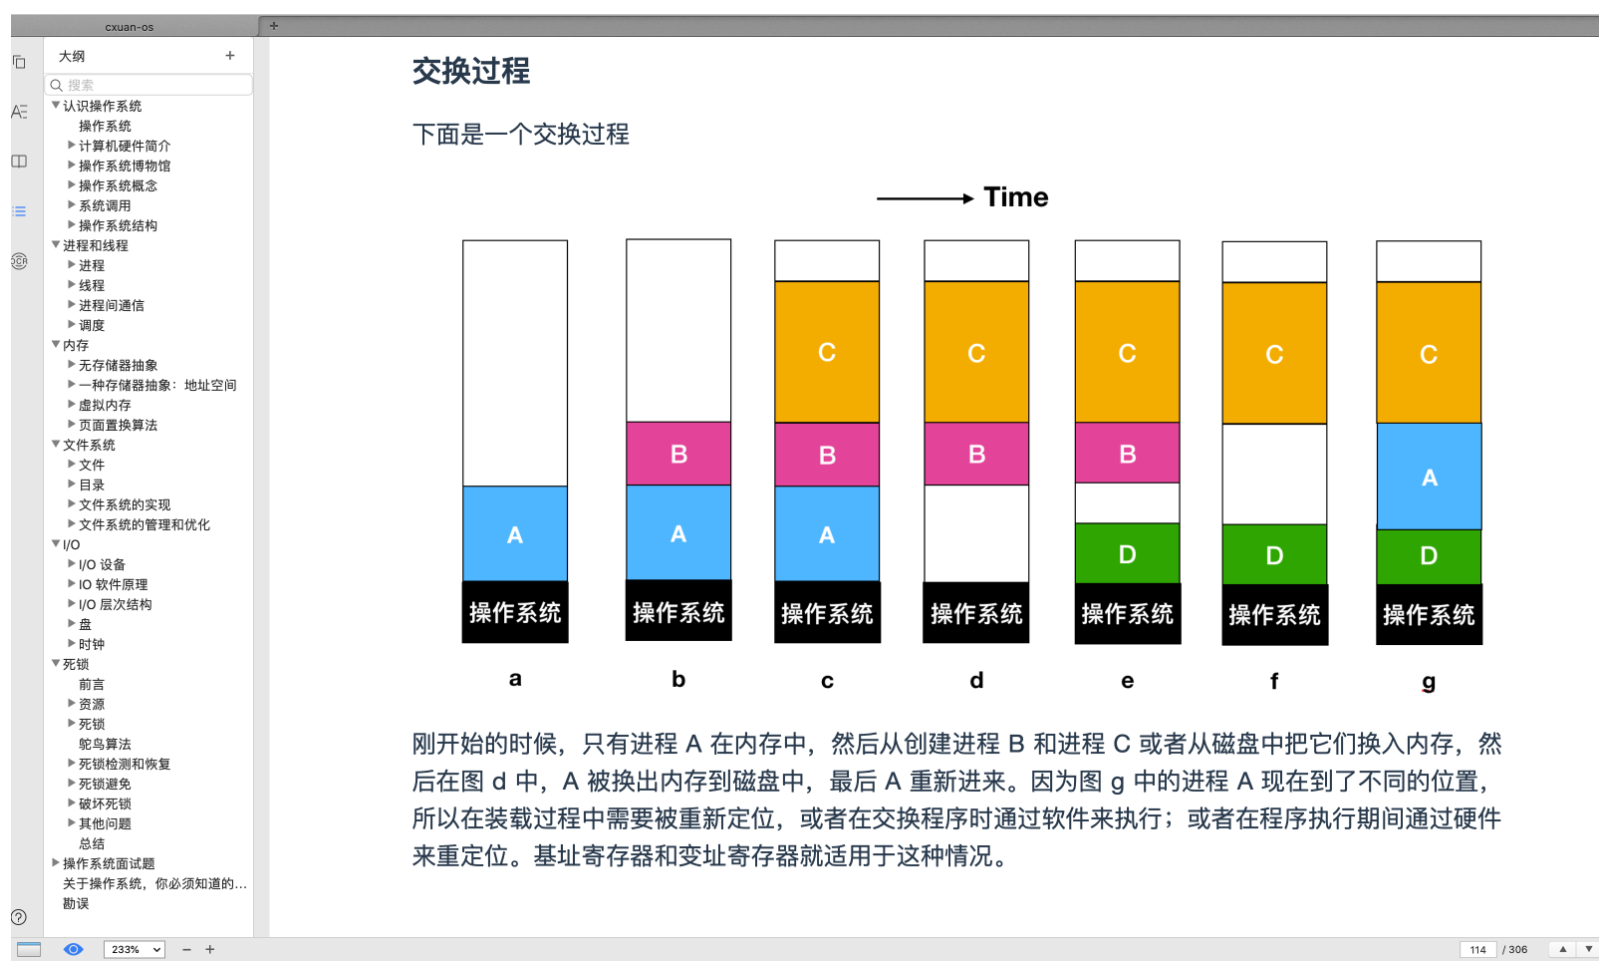 cxuan-os
+
大纲
+
搜索
认识操作系统
操作系统
计算机硬件简介
操作系统博物馆
操作系统概念
系统调用
操作系统结构
进程和线程
进程
线程
进程间通信
调度
内存
无存储器抽象
一种存储器抽象：地址空间
虚拟内存
页面置换算法
文件系统
文件
目录
文件系统的实现
文件系统的管理和优化
I/O
I/O 设备
IO 软件原理
I/O 层次结构
盘
时钟
死锁
前言
资源
死锁
鸵鸟算法
死锁检测和恢复
死锁避免
破坏死锁
其他问题
总结
操作系统面试题
关于操作系统，你必须知道的...
勘误
交换过程
下面是一个交换过程
Time
A
操作系统
a
B
A
操作系统
b
C
B
A
操作系统
c
C
B
操作系统
d
C
B
D
操作系统
e
C
D
操作系统
f
C
A
D
操作系统
g
刚开始的时候，只有进程 A 在内存中，然后从创建进程 B 和进程 C 或者从磁盘中把它们换入内存，然
后在图 d 中，A 被换出内存到磁盘中，最后 A 重新进来。因为图 g 中的进程 A 现在到了不同的位置，
所以在装载过程中需要被重新定位，或者在交换程序时通过软件来执行；或者在程序执行期间通过硬件
来重定位。基址寄存器和变址寄存器就适用于这种情况。
233%
− +
114 / 306